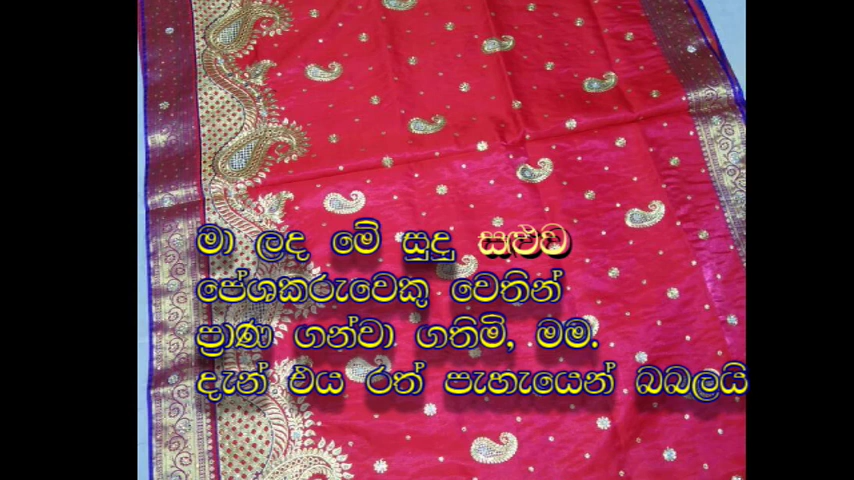 මා ලද මේ සුදු සළුව
පේශකරුවෙකු වෙතින්
ප්‍රාණ ගන්වා ගතිමි, මම.
දැන් එය රත් පැහැයෙන් බබලයි